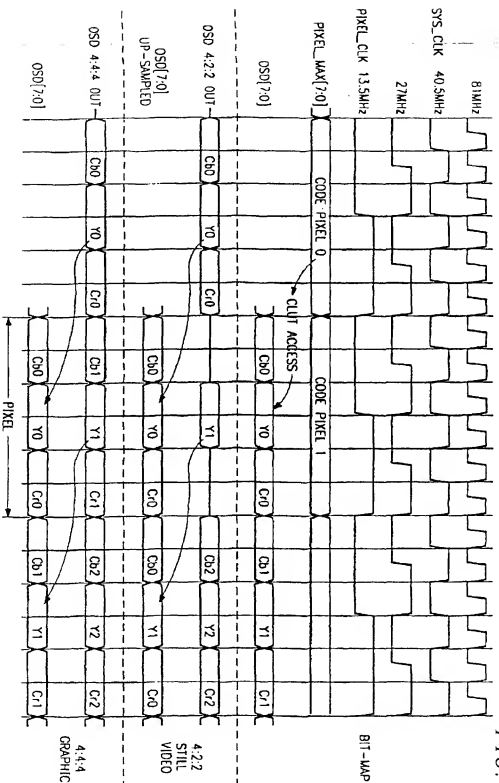 81MHz
SYS_CLK 40.5MHz
27MHz
PIXEL_CLK 13.5MHz
BIT-MAP
PIXEL_MAX[7:0] CODE PIXEL 0 CODE PIXEL 1
CLUT ACCESS
OSD[7:0] Cb0 Y0 Cr0 Cb1 Y1 Cr1
OSD 4:2:2 OUT Cb0 Y0 Cr0 Y1 Cb2 Y2 Cr2
4:2:2
STILL
VIDEO
OSD[7:0]
UP-SAMPLED Cb0 Y0 Cr0 Cb0 Y1 Cr0
OSD 4:4:4 OUT Cb0 Y0 Cr0 Cb1 Y1 Cr1 Cb2 Y2 Cr2
4:4:4
GRAPHIC
OSD[7:0] Cb0 Y0 Cr0 Cb1 Y1 Cr1
PIXEL